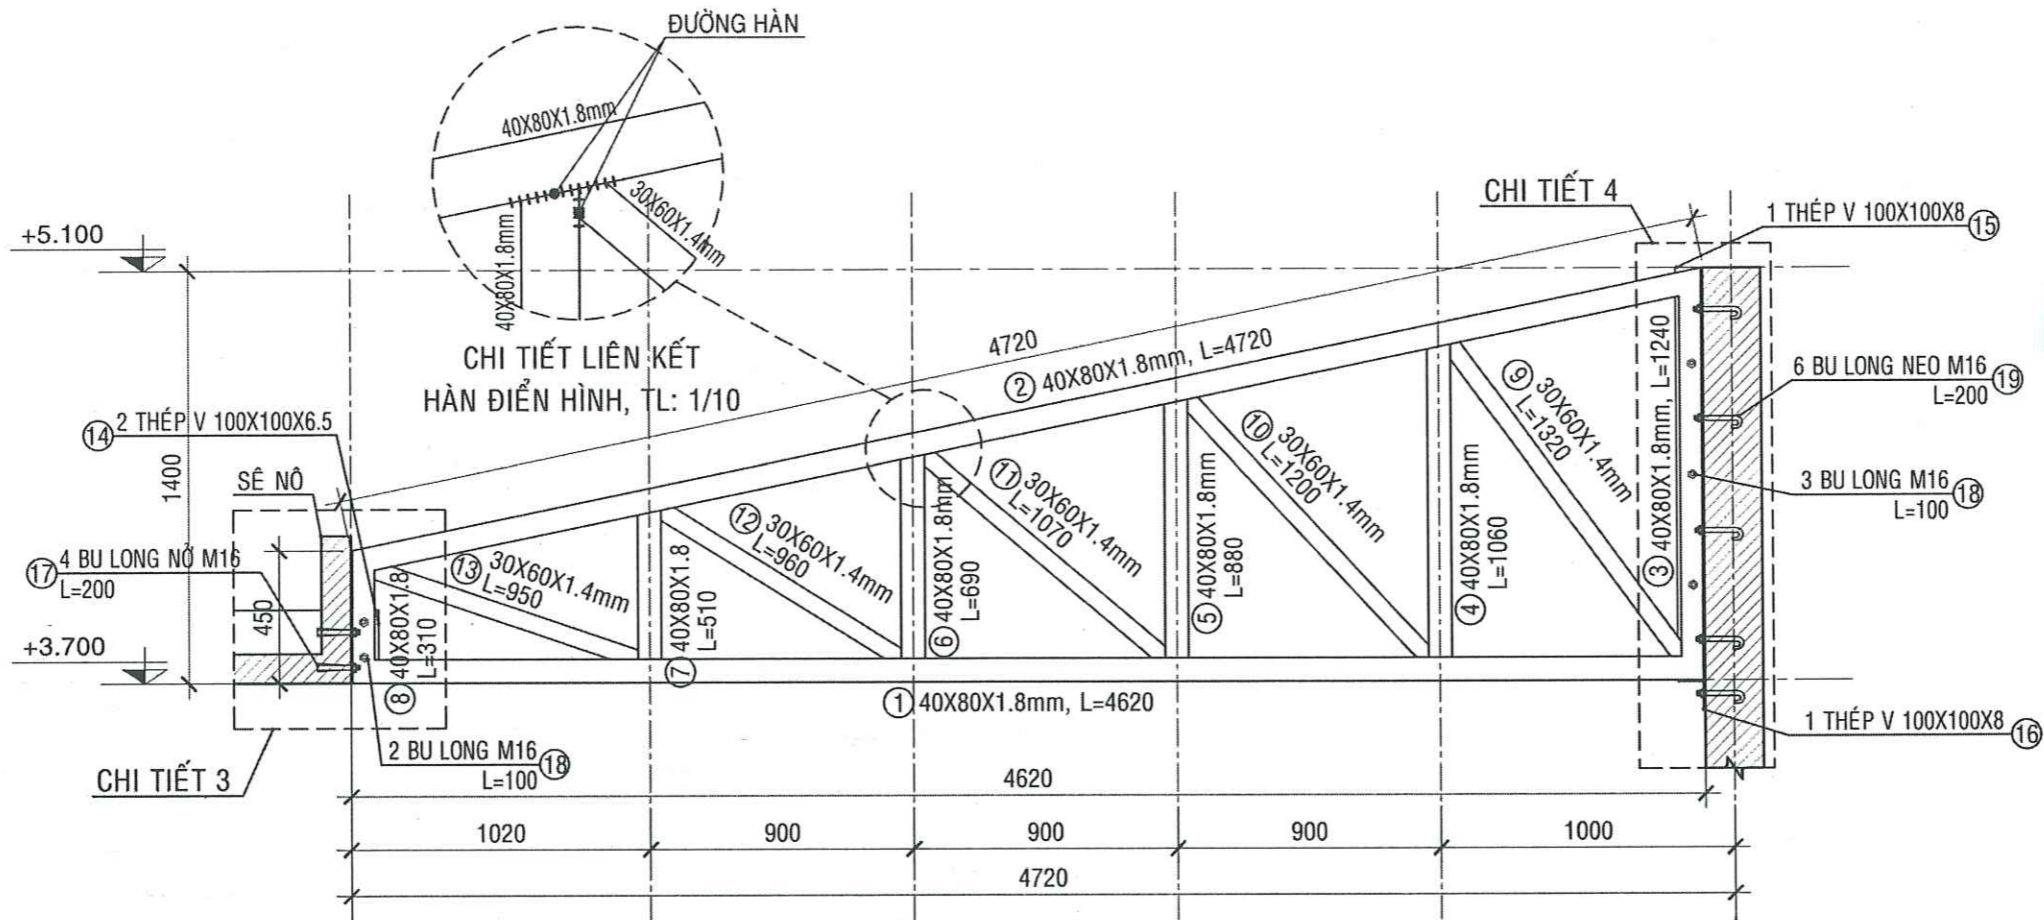 ĐƯỜNG HÀN
40X80X1.8mm
30X60X1.4mm
40X80X1.8mm
CHI TIẾT LIÊN KẾT
HÀN ĐIỂN HÌNH, TL: 1/10
CHI TIẾT 4
1 THÉP V 100X100X8 15
+5.100
4720
2 40X80X1.8mm, L=4720
14 2 THÉP V 100X100X6.5
1400
SÊ NÔ
17 4 BU LONG NỞ M16
L=200
450
+3.700
6 BU LONG NEO M16 19
L=200
3 BU LONG M16 18
L=100
13 30X60X1.4mm
L=950
12 30X60X1.4mm
L=960
11 30X60X1.4mm
L=1070
10 30X60X1.4mm
L=1200
9 30X60X1.4mm
L=1320
8 40X80X1.8
L=310
7 40X80X1.8
L=510
6 40X80X1.8mm
L=690
5 40X80X1.8mm
L=880
4 40X80X1.8mm
L=1060
3 40X80X1.8mm, L=1240
1 40X80X1.8mm, L=4620
2 BU LONG M16 18
L=100
CHI TIẾT 3
1 THÉP V 100X100X8 16
4620
1020
900
900
900
1000
4720